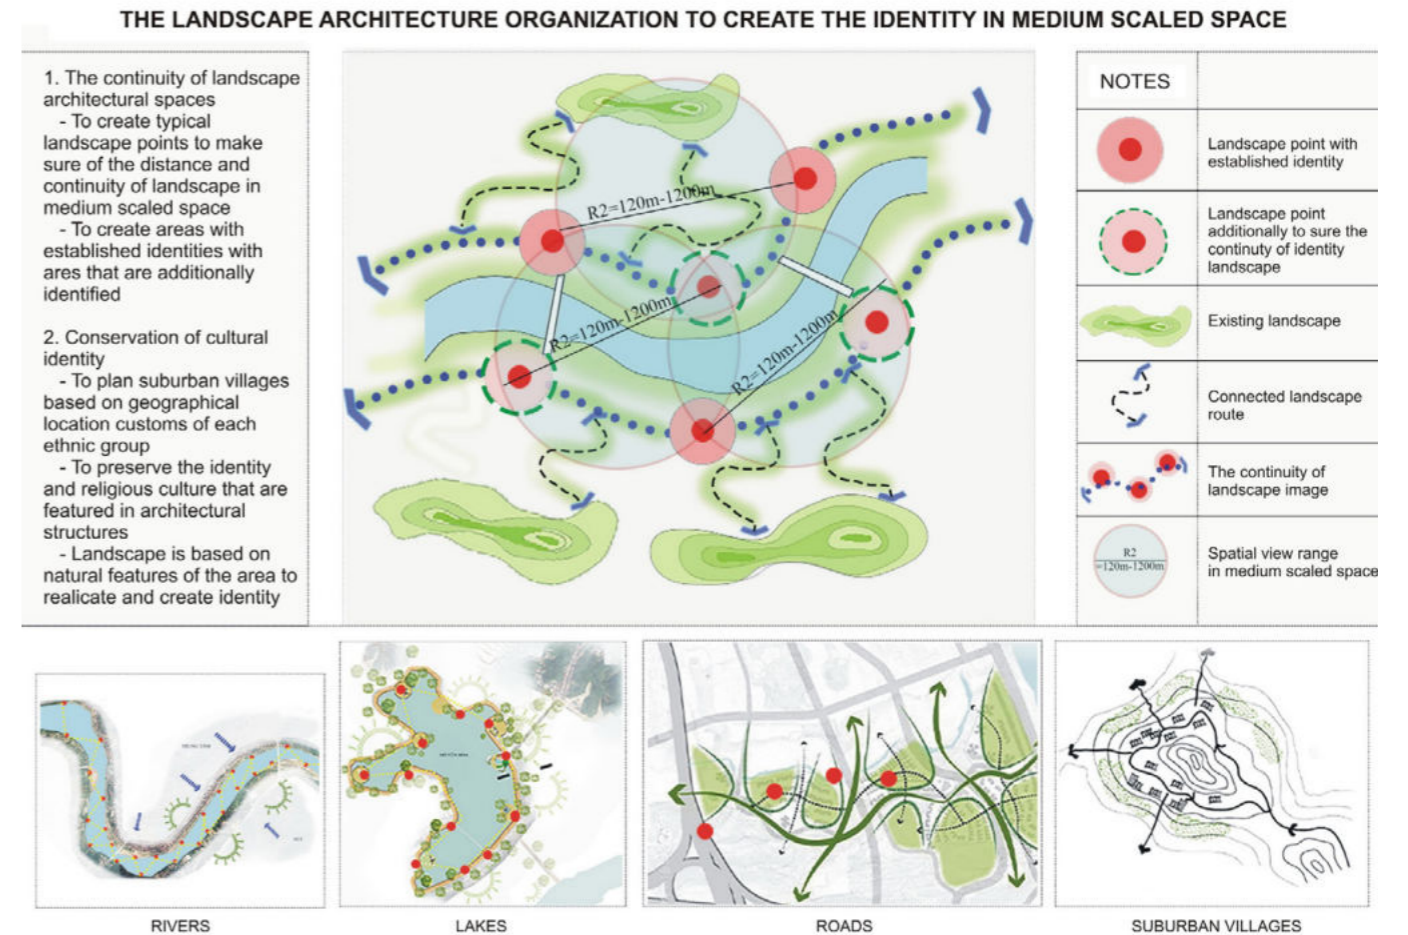 THE LANDSCAPE ARCHITECTURE ORGANIZATION TO CREATE THE IDENTITY IN MEDIUM SCALED SPACE
1. The continuity of landscape
architectural spaces
- To create typical
landscape points to make
sure of the distance and
continuity of landscape in
medium scaled space
- To create areas with
established identities with
ares that are additionally
identified
2. Conservation of cultural
identity
- To plan suburban villages
based on geographical
location customs of each
ethnic group
- To preserve the identity
and religious culture that are
featured in architectural
structures
- Landscape is based on
natural features of the area to
realicate and create identity
R2=120m-1200m
R2=120m-1200m
R2=120m-1200m
NOTES
Landscape point with
established identity
Landscape point
additionally to sure the
continuty of identity
landscape
Existing landscape
Connected landscape
route
The continuity of
landscape image
R2
=120m-1200m
Spatial view range
in medium scaled space
RIVERS
LAKES
ROADS
SUBURBAN VILLAGES